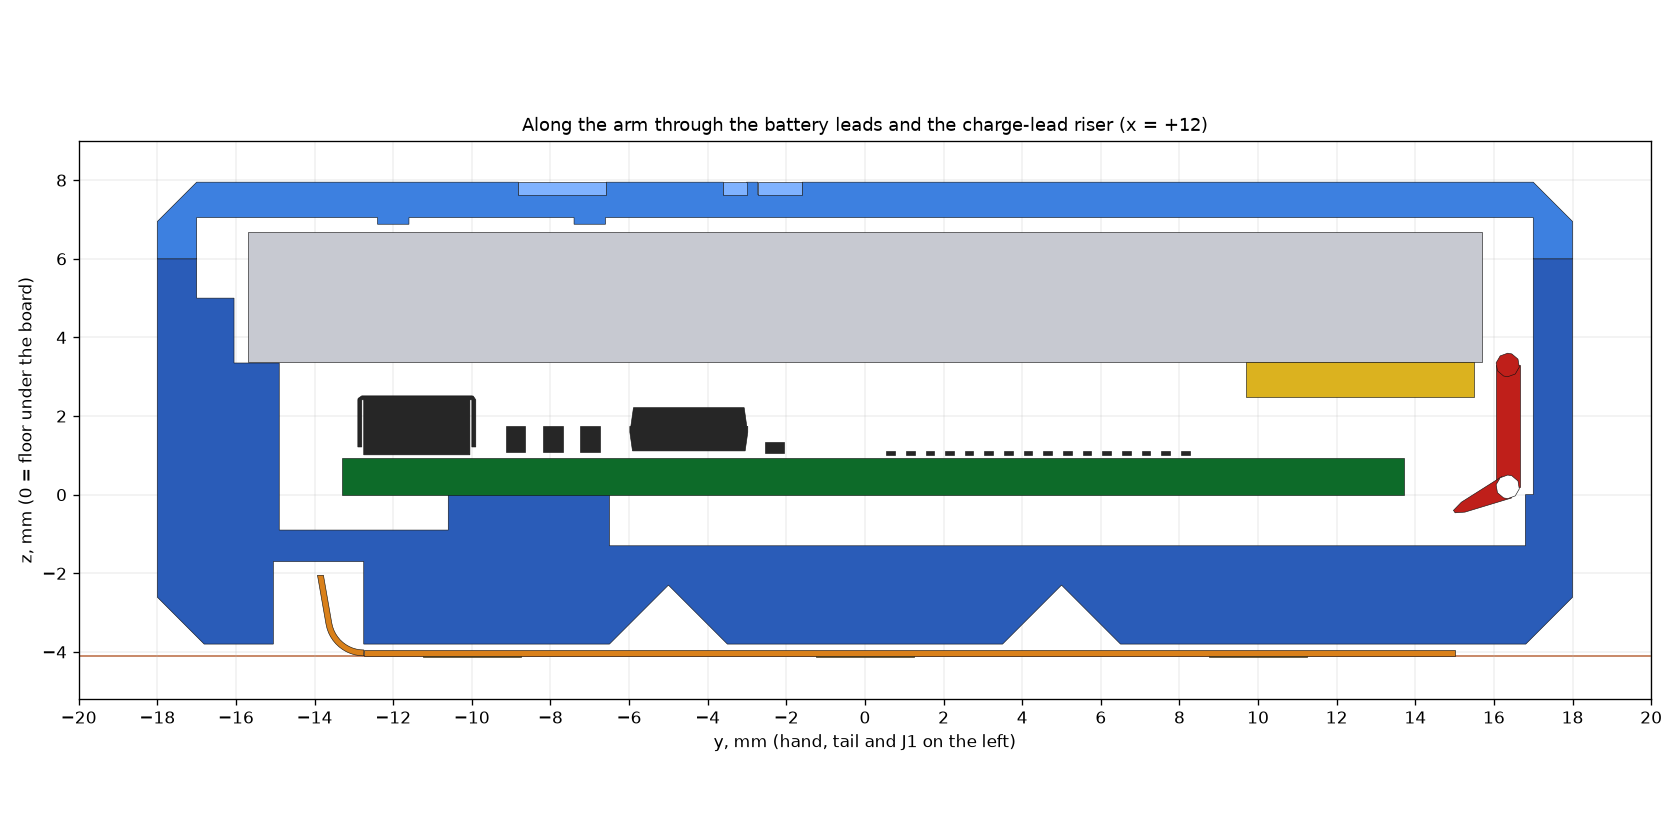 Along the arm through the battery leads and the charge-lead riser (x = +12)
z, mm (0 = floor under the board)
8
6
4
2
0
−2
−4
−20 −18 −16 −14 −12 −10 −8 −6 −4 −2 0 2 4 6 8 10 12 14 16 18 20
y, mm (hand, tail and J1 on the left)